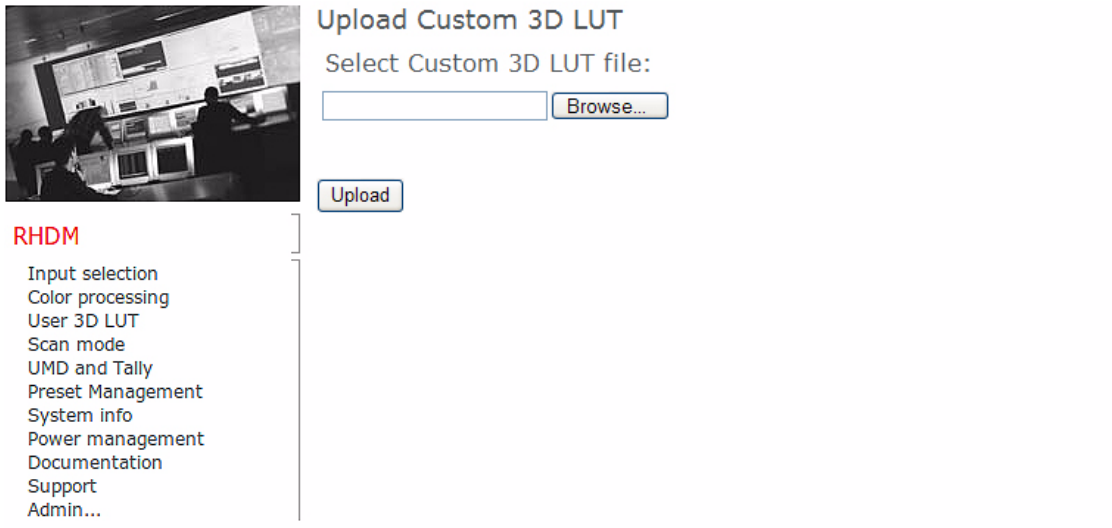 Upload Custom 3D LUT
Select Custom 3D LUT file:
Browse...
Upload
RHDM
Input selection
Color processing
User 3D LUT
Scan mode
UMD and Tally
Preset Management
System info
Power management
Documentation
Support
Admin...